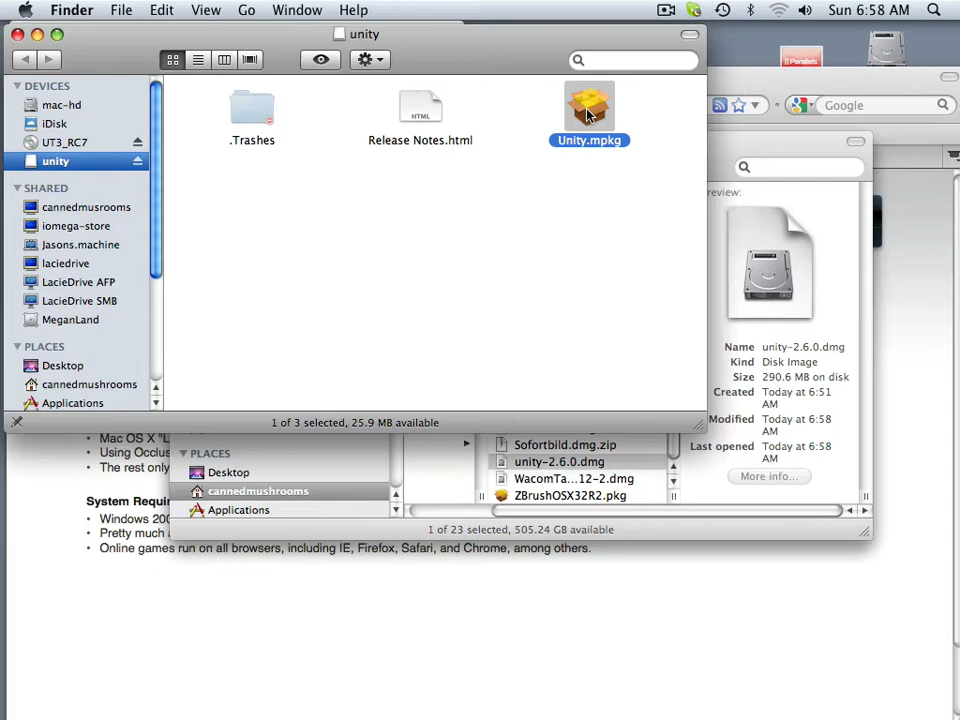 Finder File Edit View Go Window Help Sun 6:58 AM
unity
DEVICES
mac-hd
iDisk
UT3_RC7
unity
SHARED
cannedmusrooms
iomega-store
Jasons.machine
laciedrive
LacieDrive AFP
LacieDrive SMB
MeganLand
PLACES
Desktop
cannedmushrooms
Applications
.Trashes
HTML
Release Notes.html
Unity.mpkg
1 of 3 selected, 25.9 MB available
Parallels
Google
review:
Name unity-2.6.0.dmg
Kind Disk Image
Size 290.6 MB on disk
Created Today at 6:51 AM
Modified Today at 6:58 AM
Last opened Today at 6:58 AM
More info...
PLACES
Desktop
cannedmushrooms
Applications
Sofortbild.dmg.zip
unity-2.6.0.dmg
WacomTa...12-2.dmg
ZBrushOSX32R2.pkg
1 of 23 selected, 505.24 GB available
• Mac OS X "L
• Using Occlus
• The rest only
System Requir
• Windows 200
• Pretty much a
• Online games run on all browsers, including IE, Firefox, Safari, and Chrome, among others.